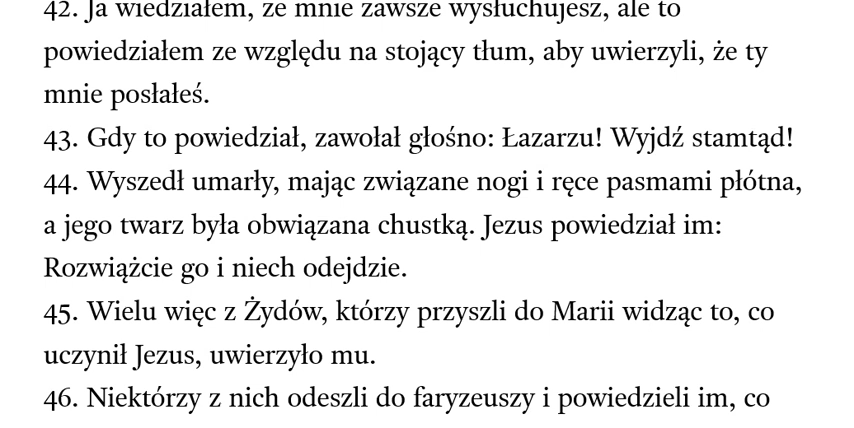 42. Ja wiedziałem, że mnie zawsze wysłuchujesz, ale to
powiedziałem ze względu na stojący tłum, aby uwierzyli, że ty
mnie posłałeś.
43. Gdy to powiedział, zawołał głośno: Łazarzu! Wyjdź stamtąd!
44. Wyszedł umarły, mając związane nogi i ręce pasmami płótna,
a jego twarz była obwiązana chustką. Jezus powiedział im:
Rozwiążcie go i niech odejdzie.
45. Wielu więc z Żydów, którzy przyszli do Marii widząc to, co
uczynił Jezus, uwierzyło mu.
46. Niektórzy z nich odeszli do faryzeuszy i powiedzieli im, co